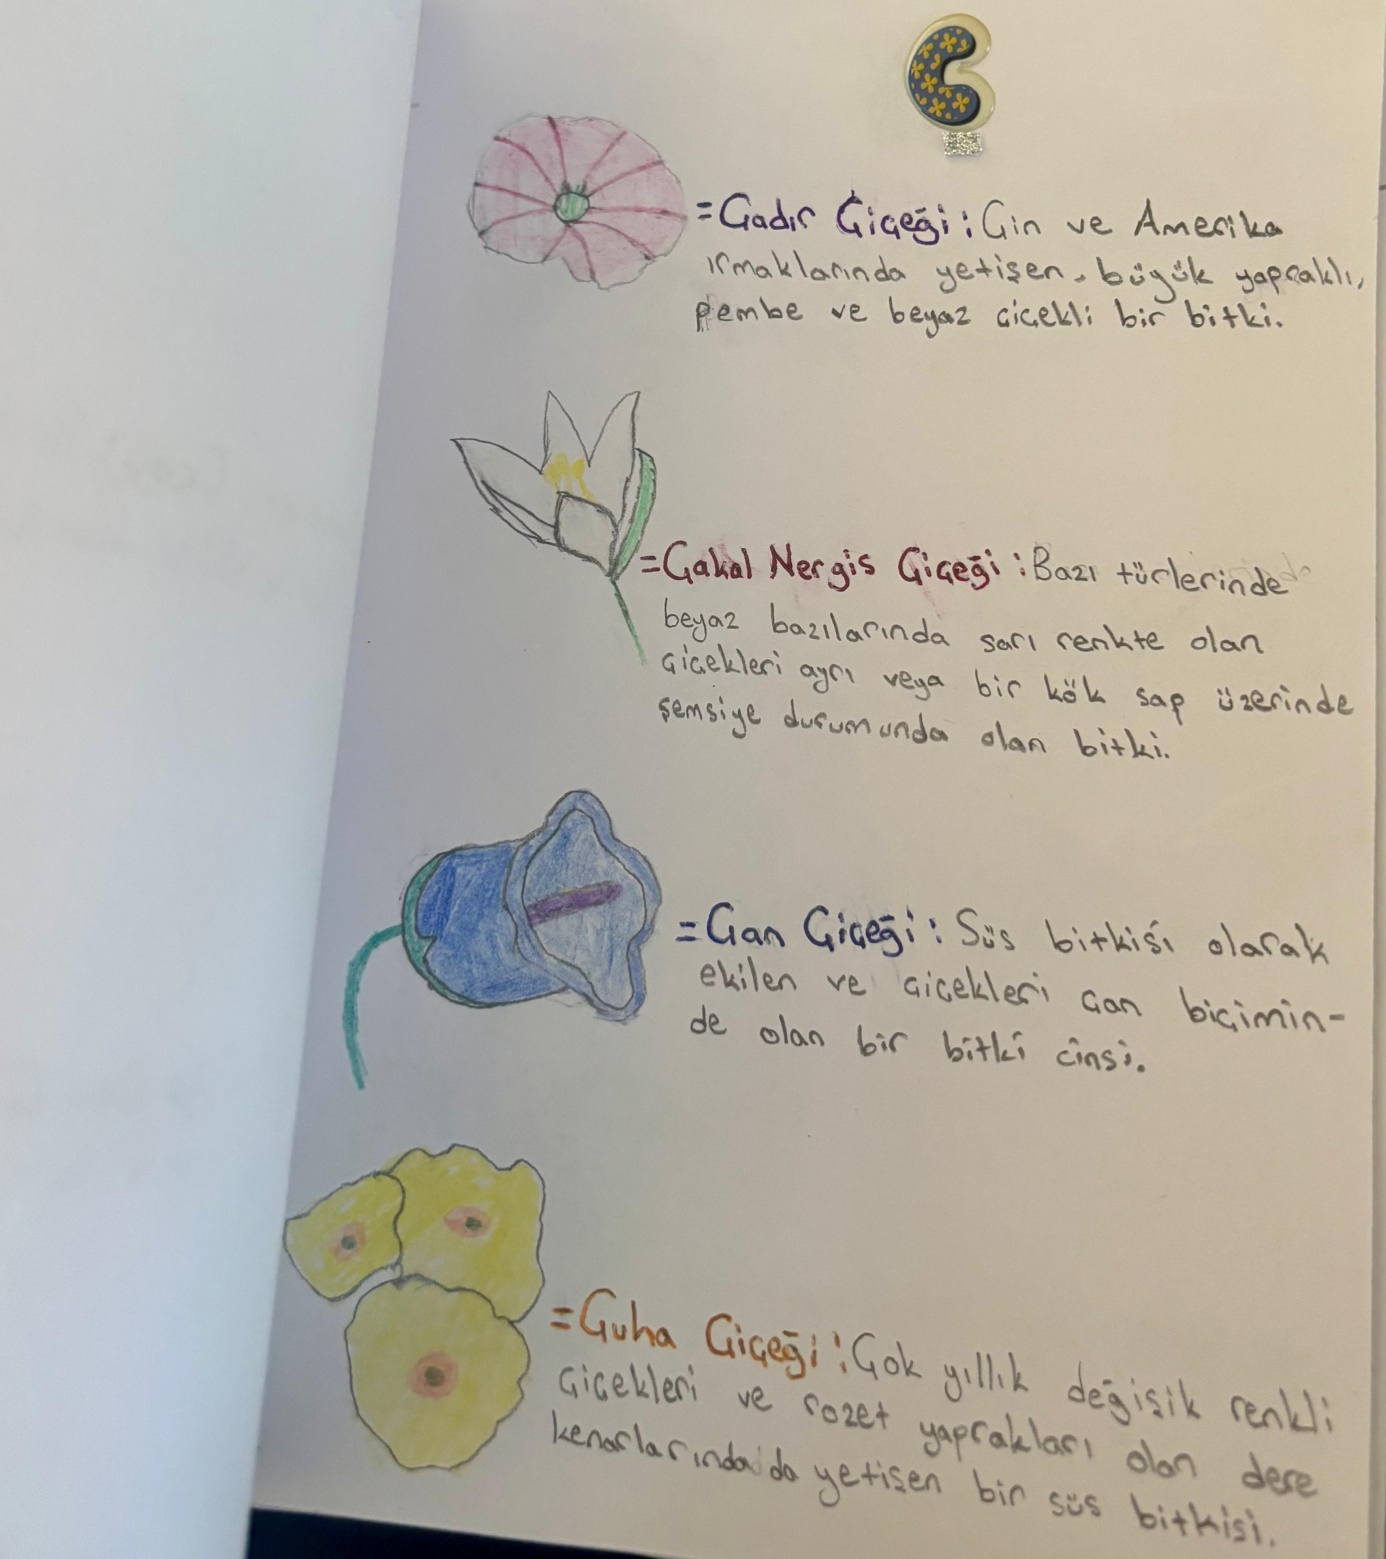 Ç
= Çadır Çiçeği: Çin ve Amerika
ırmaklarında yetişen, büyük yapraklı,
pembe ve beyaz çiçekli bir bitki.
= Çakal Nergis Çiçeği: Bazı türlerinde
beyaz bazılarında sarı renkte olan
çiçekleri ayrı veya bir kök sap üzerinde
şemsiye durumunda olan bitki.
= Çan Çiçeği: Süs bitkisi olarak
ekilen ve çiçekleri çan biçimin-
de olan bir bitki cinsi.
= Çuha Çiçeği: Çok yıllık değişik renkli
çiçekleri ve rozet yaprakları olan dere
kenarlarında da yetişen bir süs bitkisi.